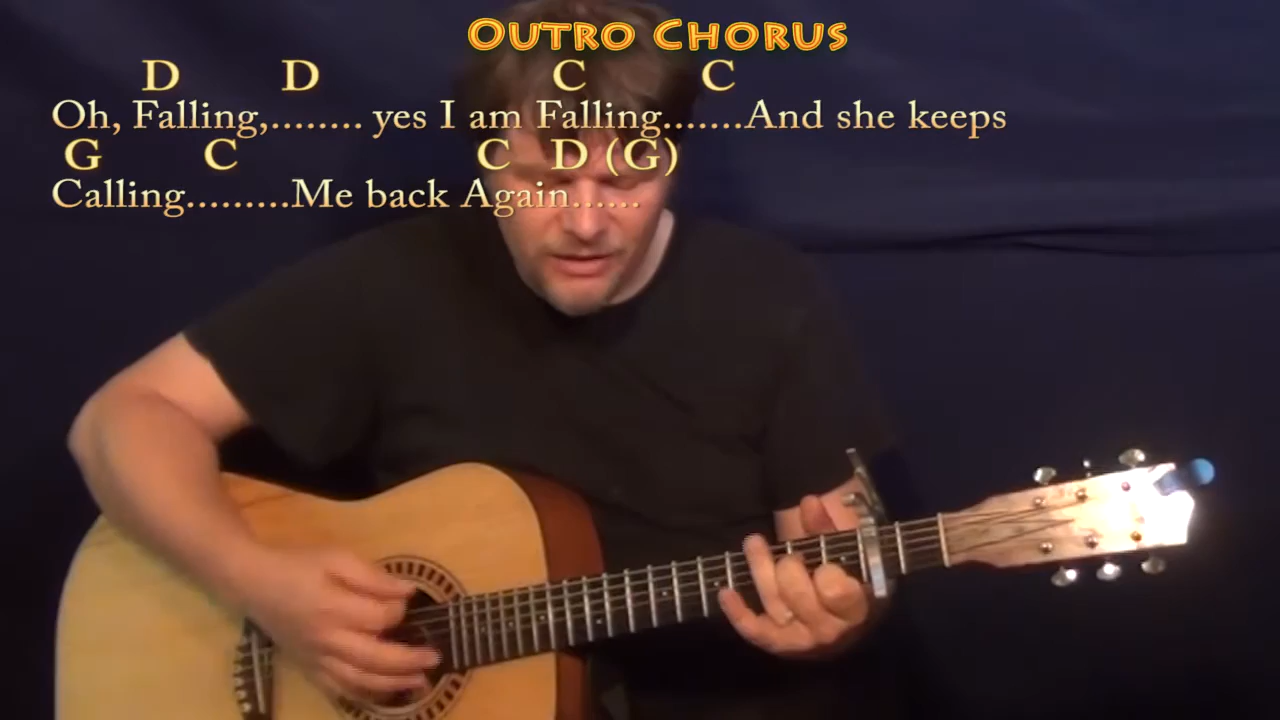 Outro Chorus
D D C C
Oh, Falling,........ yes I am Falling.......And she keeps
G C C D (G)
Calling.........Me back Again......